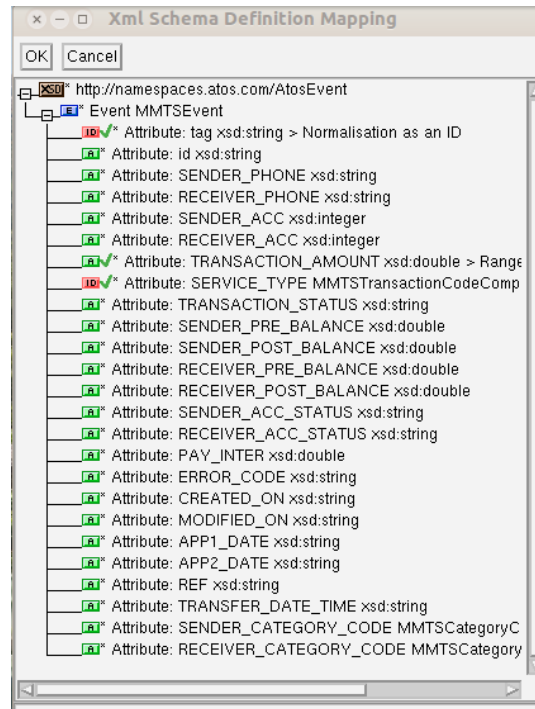 Xml Schema Definition Mapping
OK Cancel
XSD* http://namespaces.atos.com/AtosEvent
E* Event MMTSEvent
ID* Attribute: tag xsd:string > Normalisation as an ID
A* Attribute: id xsd:string
A* Attribute: SENDER_PHONE xsd:string
A* Attribute: RECEIVER_PHONE xsd:string
A* Attribute: SENDER_ACC xsd:integer
A* Attribute: RECEIVER_ACC xsd:integer
A* Attribute: TRANSACTION_AMOUNT xsd:double > Range
ID* Attribute: SERVICE_TYPE MMTSTransactionCodeComp
A* Attribute: TRANSACTION_STATUS xsd:string
A* Attribute: SENDER_PRE_BALANCE xsd:double
A* Attribute: SENDER_POST_BALANCE xsd:double
A* Attribute: RECEIVER_PRE_BALANCE xsd:double
A* Attribute: RECEIVER_POST_BALANCE xsd:double
A* Attribute: SENDER_ACC_STATUS xsd:string
A* Attribute: RECEIVER_ACC_STATUS xsd:string
A* Attribute: PAY_INTER xsd:double
A* Attribute: ERROR_CODE xsd:string
A* Attribute: CREATED_ON xsd:string
A* Attribute: MODIFIED_ON xsd:string
A* Attribute: APP1_DATE xsd:string
A* Attribute: APP2_DATE xsd:string
A* Attribute: REF xsd:string
A* Attribute: TRANSFER_DATE_TIME xsd:string
A* Attribute: SENDER_CATEGORY_CODE MMTSCategoryC
A* Attribute: RECEIVER_CATEGORY_CODE MMTSCategory